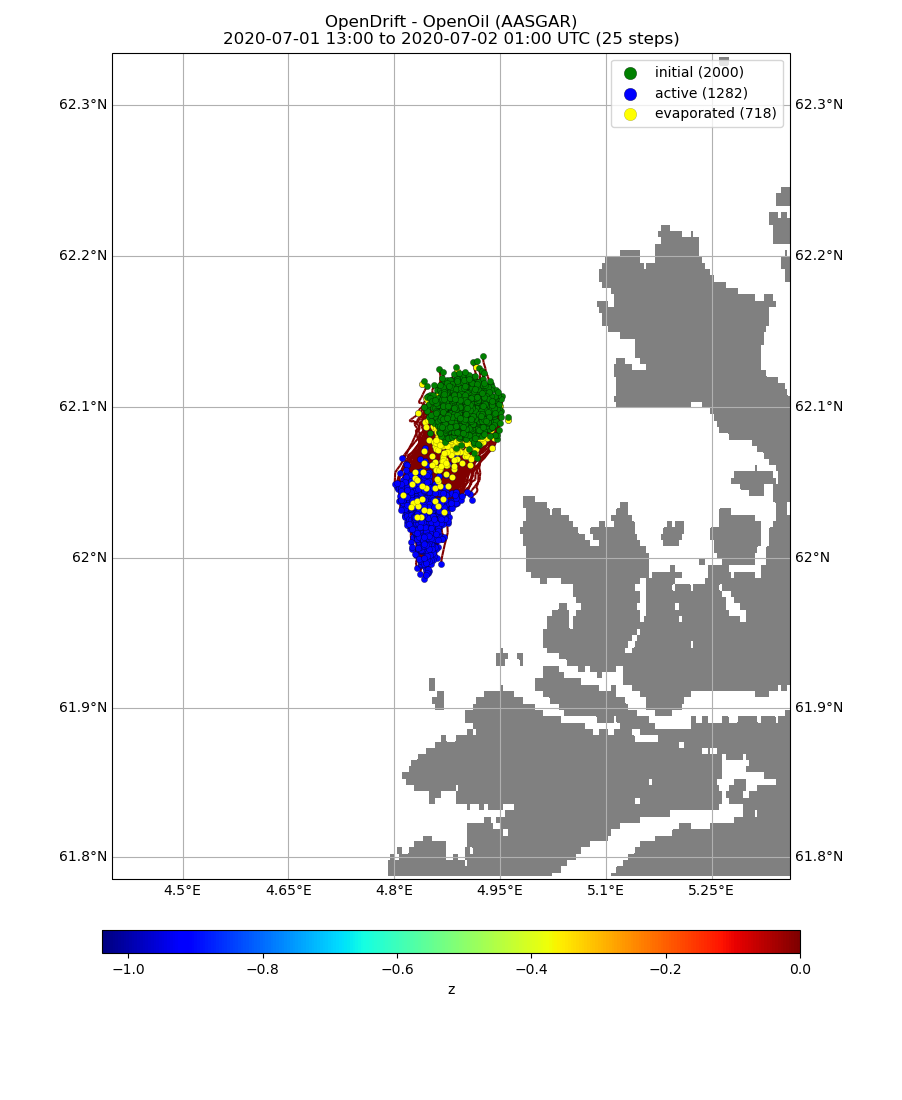 OpenDrift - OpenOil (AASGAR)
2020-07-01 13:00 to 2020-07-02 01:00 UTC (25 steps)
initial (2000)
active (1282)
evaporated (718)
62.3°N 62.3°N
62.2°N 62.2°N
62.1°N 62.1°N
62°N 62°N
61.9°N 61.9°N
61.8°N 61.8°N
4.5°E 4.65°E 4.8°E 4.95°E 5.1°E 5.25°E
−1.0 −0.8 −0.6 −0.4 −0.2 0.0
z